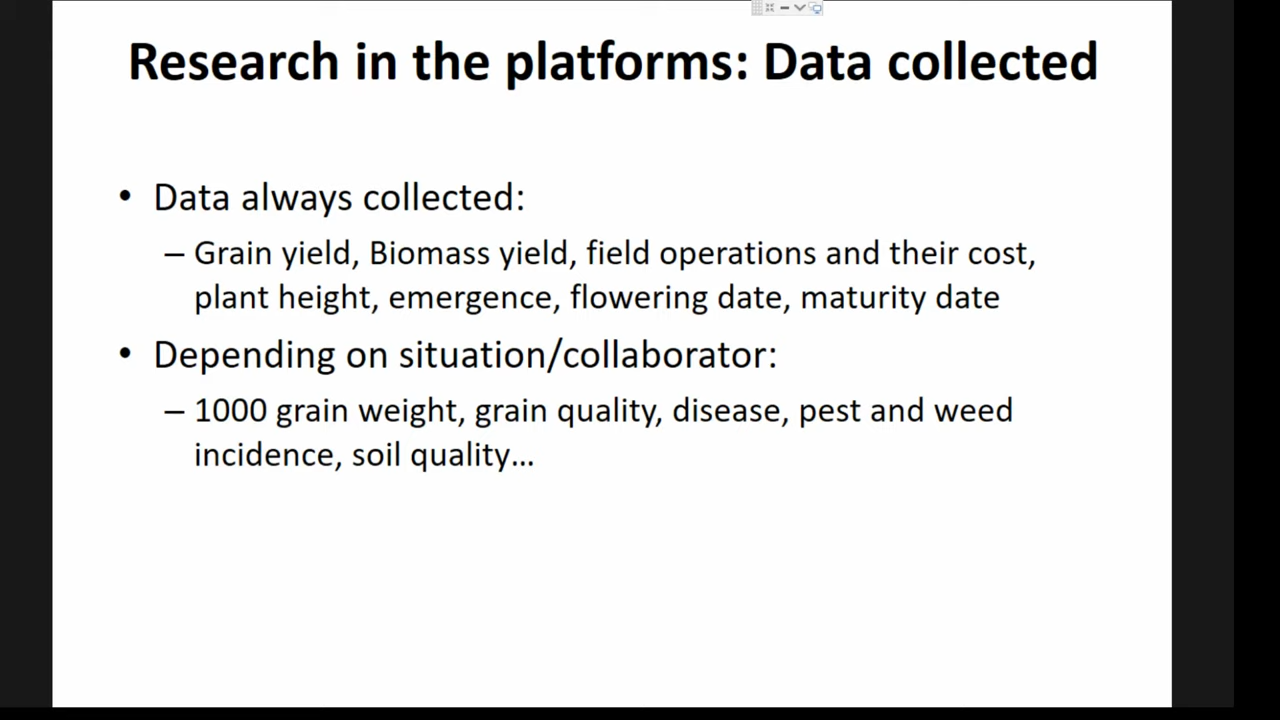 Research in the platforms: Data collected
• Data always collected:
– Grain yield, Biomass yield, field operations and their cost,
plant height, emergence, flowering date, maturity date
• Depending on situation/collaborator:
– 1000 grain weight, grain quality, disease, pest and weed
incidence, soil quality…